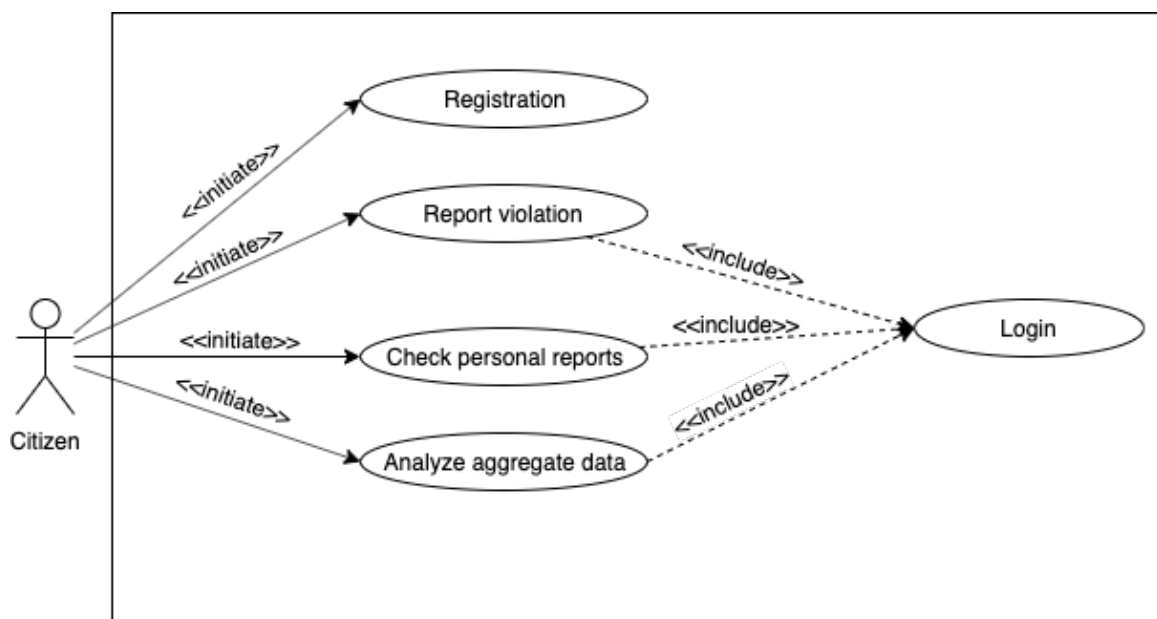 Registration
<<initiate>>
Report violation
<<initiate>>
<<include>>
<<initiate>>
Check personal reports
<<include>>
Login
<<initiate>>
<<include>>
Analyze aggregate data
Citizen